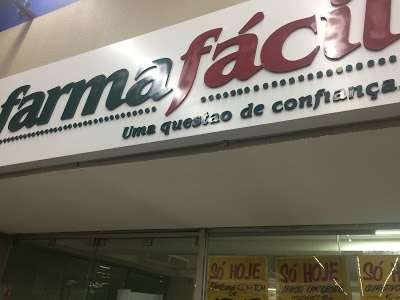 farmafácil
Uma questão de confiança.
SÓ HOJE
SÓ HOJE
SÓ HOJE